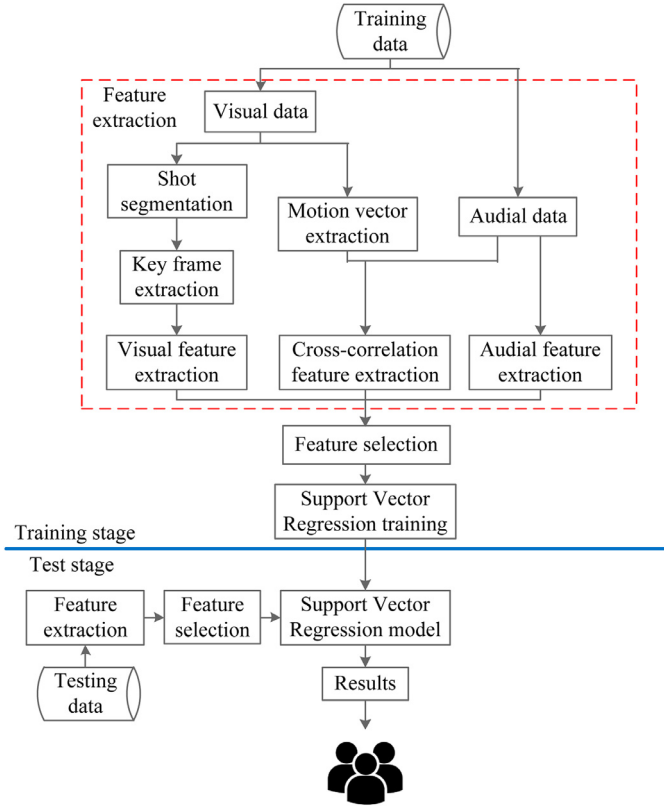 Training
data
Feature
extraction
Visual data
Shot
segmentation
Motion vector
extraction
Audial data
Key frame
extraction
Visual feature
extraction
Cross-correlation
feature extraction
Audial feature
extraction
Feature selection
Support Vector
Regression training
Training stage
Test stage
Feature
extraction
Feature
selection
Support Vector
Regression model
Testing
data
Results